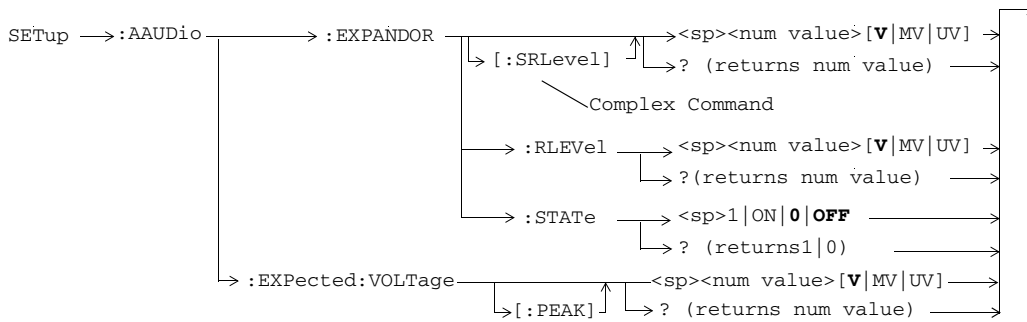 SETup :AAUDio :EXPANDOR <sp><num value>[V|MV|UV]
[:SRLevel] ? (returns num value)
Complex Command
:RLEVel <sp><num value>[V|MV|UV]
?(returns num value)
:STATe <sp>1|ON|0|OFF
? (returns1|0)
:EXPected:VOLTage <sp><num value>[V|MV|UV]
[:PEAK] ? (returns num value)